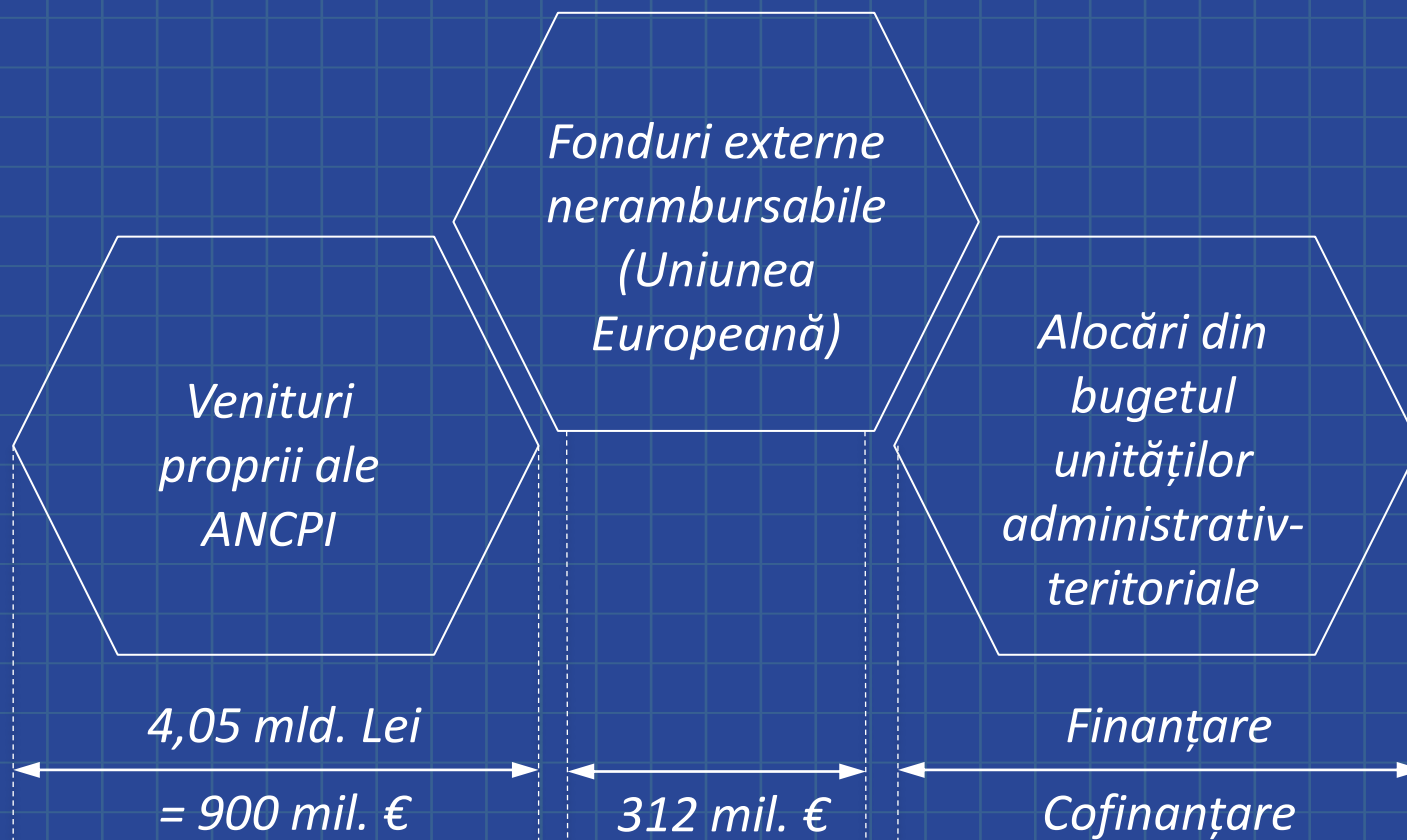 Fonduri externe
nerambursabile
(Uniunea
Europeană)
Venituri
proprii ale
ANCPI
Alocări din
bugetul
unităților
administrativ-
teritoriale
4,05 mld. Lei
= 900 mil. €
312 mil. €
Finanțare
Cofinanțare